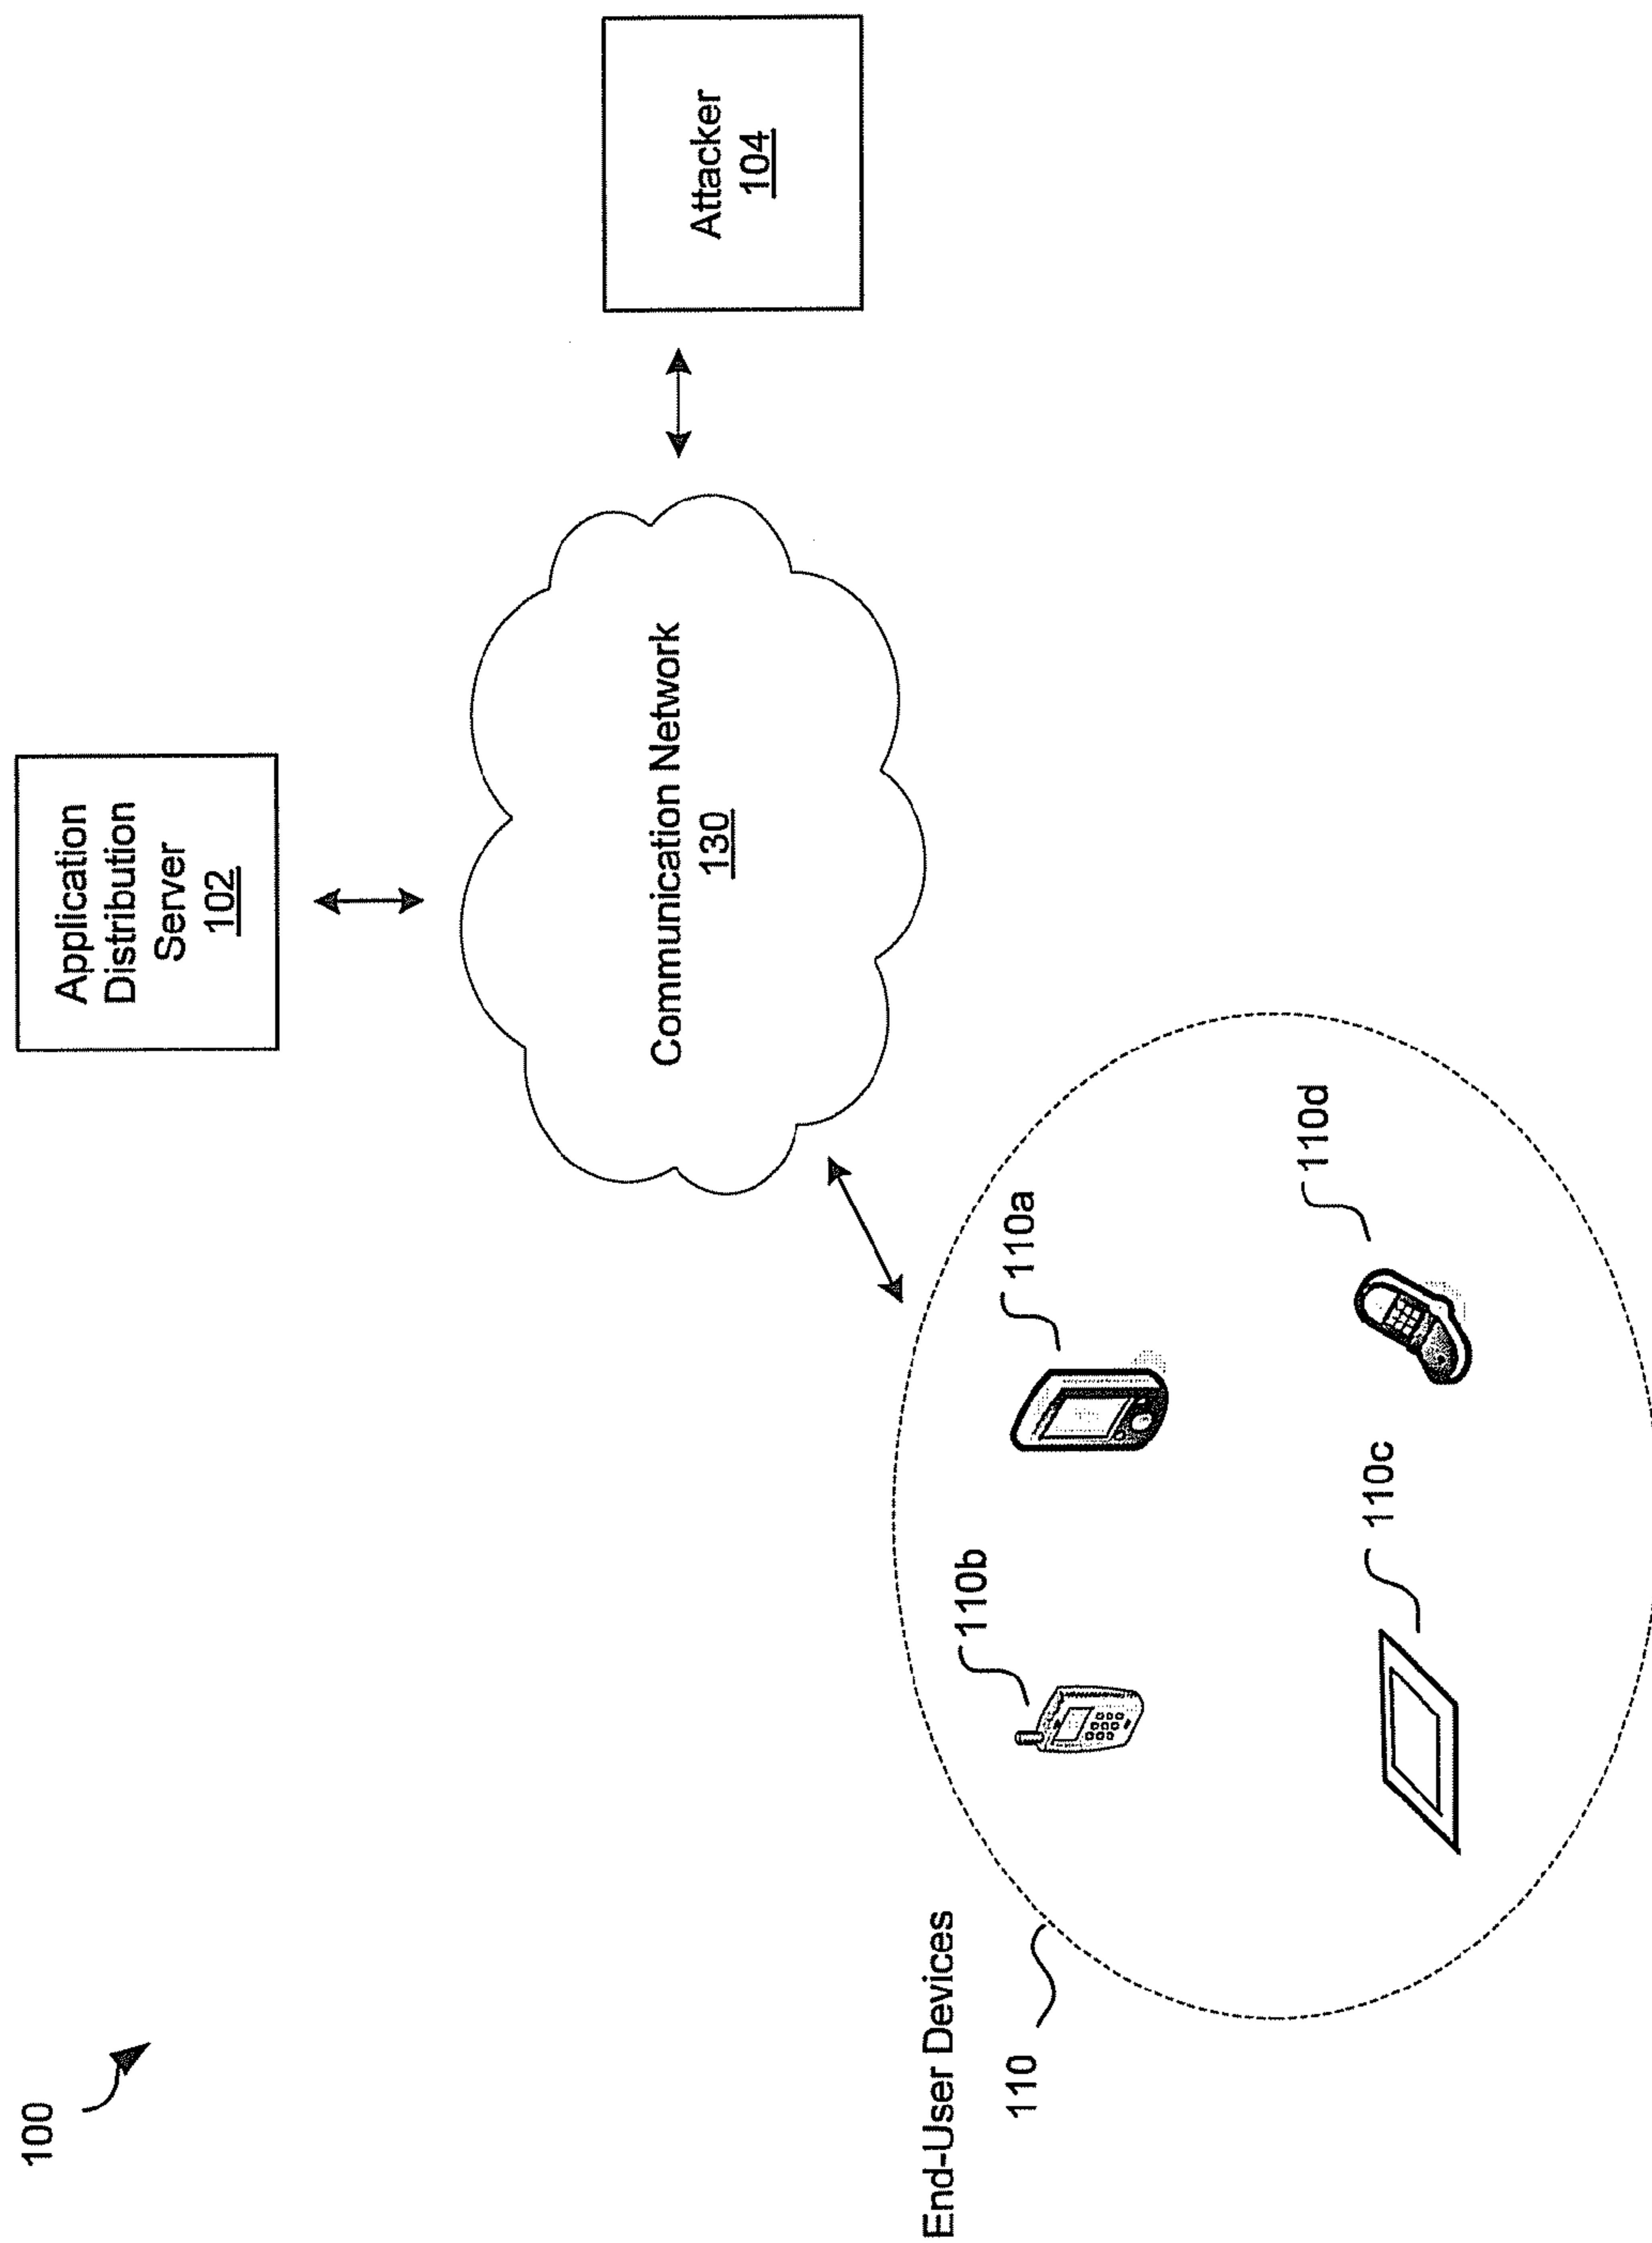 100
Application
Distribution
Server
102
Communication Network
130
Attacker
104
End-User Devices
110
110b
110a
110c
110d